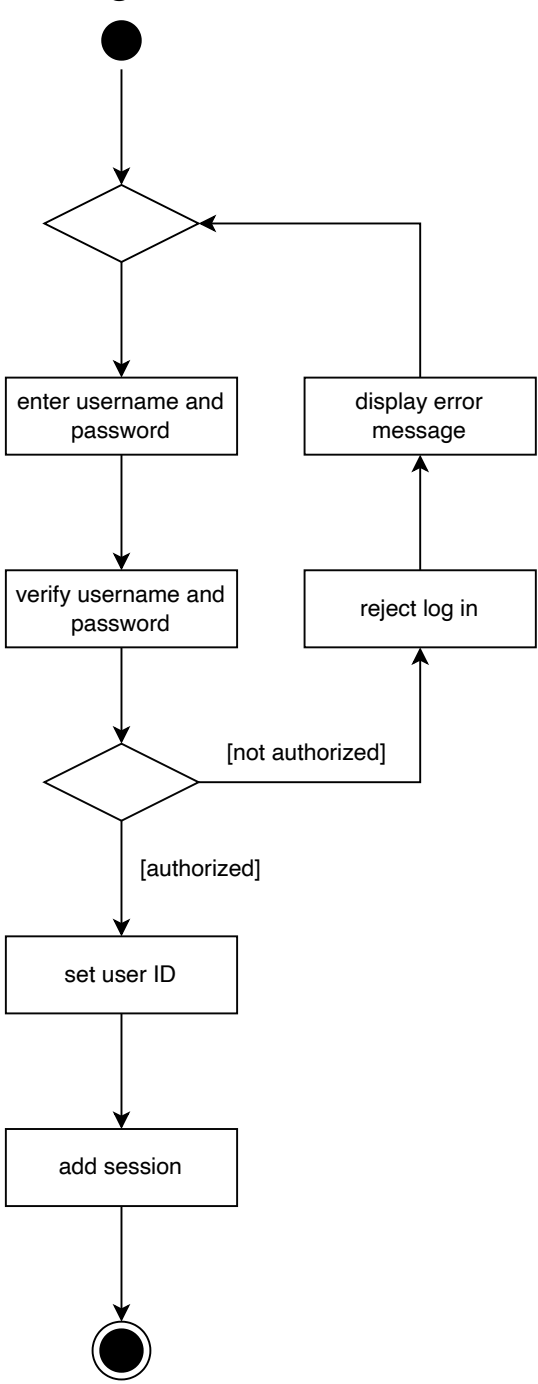 enter username and
password
display error
message
verify username and
password
reject log in
[not authorized]
[authorized]
set user ID
add session